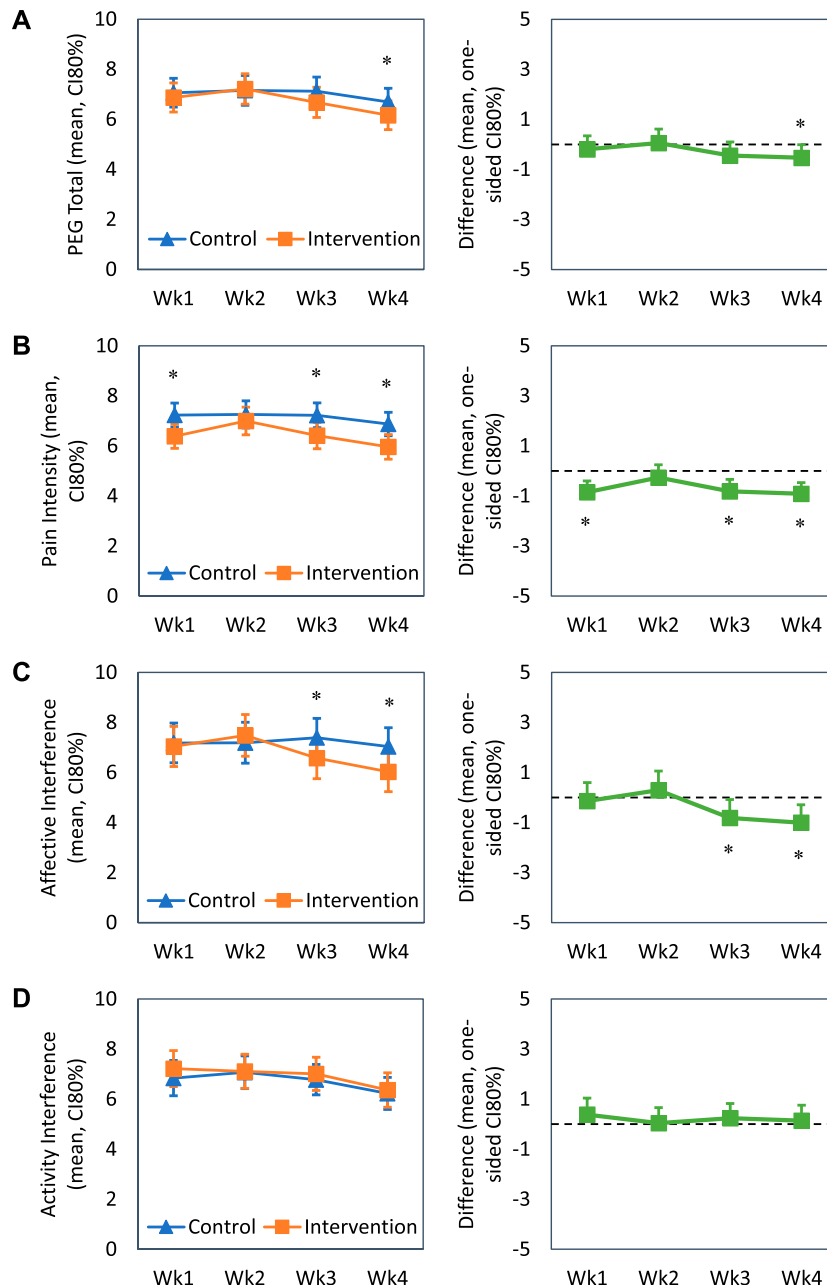 A
PEG Total (mean, CI80%)
10
8
6
4
2
0
*
Control
Intervention
Wk1 Wk2 Wk3 Wk4
Difference (mean, one-
sided CI80%)
5
3
1
-1
-3
-5
*
Wk1 Wk2 Wk3 Wk4
B
Pain Intensity (mean,
CI80%)
10
8
6
4
2
0
* * *
Control
Intervention
Wk1 Wk2 Wk3 Wk4
Difference (mean, one-
sided CI80%)
5
3
1
-1
-3
-5
* * *
Wk1 Wk2 Wk3 Wk4
C
Affective Interference
(mean, CI80%)
10
8
6
4
2
0
* *
Control
Intervention
Wk1 Wk2 Wk3 Wk4
Difference (mean, one-
sided CI80%)
5
3
1
-1
-3
-5
* *
Wk1 Wk2 Wk3 Wk4
D
Activity Interference
(mean, CI80%)
10
8
6
4
2
0
Control
Intervention
Wk1 Wk2 Wk3 Wk4
Difference (mean, one-
sided CI80%)
5
3
1
-1
-3
-5
Wk1 Wk2 Wk3 Wk4